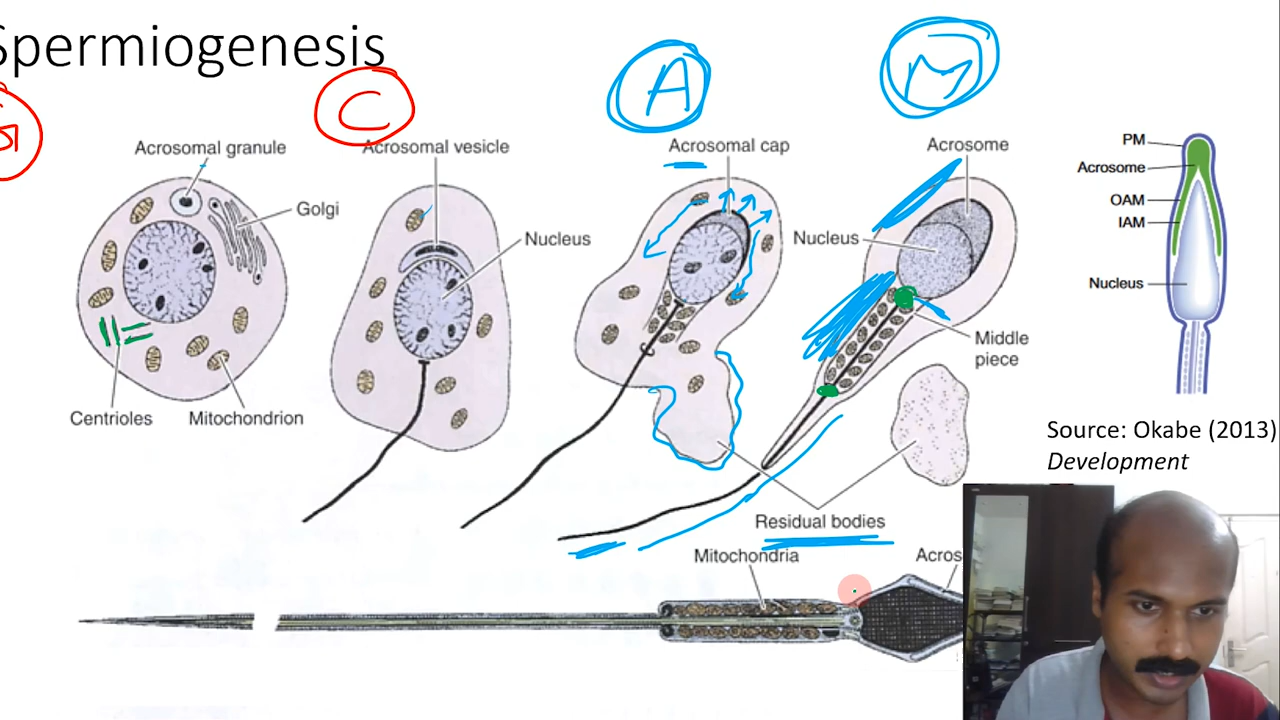 Spermiogenesis
G
C
A
M
Acrosomal granule
Acrosomal vesicle
Acrosomal cap
Acrosome
Golgi
Nucleus
Nucleus
Centrioles
Mitochondrion
Middle
piece
Residual bodies
Mitochondria
Acros
PM
Acrosome
OAM
IAM
Nucleus
Source: Okabe (2013)
Development